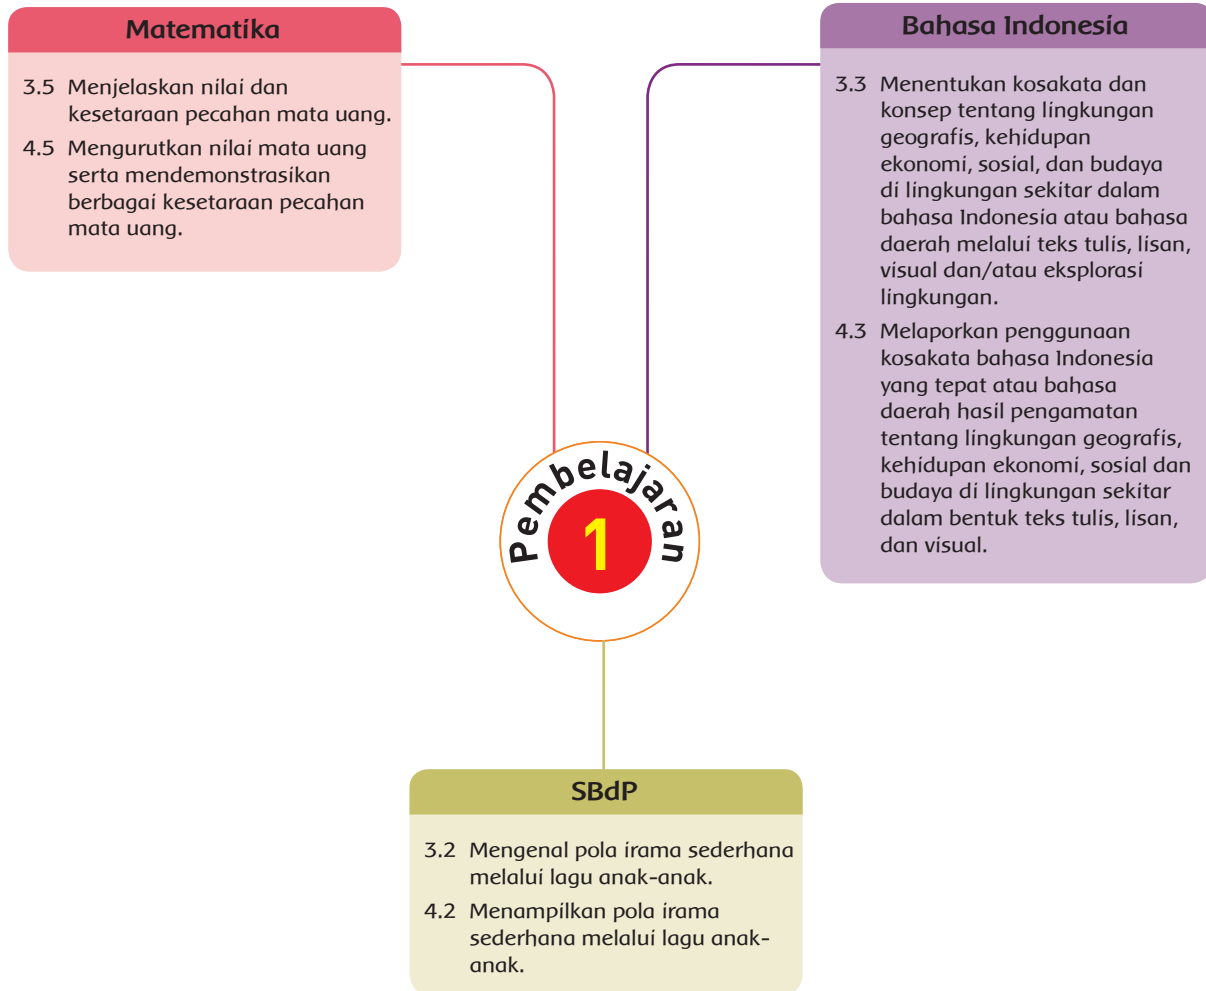 Matematika
3.5 Menjelaskan nilai dan
kesetaraan pecahan mata uang.
4.5 Mengurutkan nilai mata uang
serta mendemonstrasikan
berbagai kesetaraan pecahan
mata uang.
Bahasa Indonesia
3.3 Menentukan kosakata dan
konsep tentang lingkungan
geografis, kehidupan
ekonomi, sosial, dan budaya
di lingkungan sekitar dalam
bahasa Indonesia atau bahasa
daerah melalui teks tulis, lisan,
visual dan/atau eksplorasi
lingkungan.
4.3 Melaporkan penggunaan
kosakata bahasa Indonesia
yang tepat atau bahasa
daerah hasil pengamatan
tentang lingkungan geografis,
kehidupan ekonomi, sosial dan
budaya di lingkungan sekitar
dalam bentuk teks tulis, lisan,
dan visual.
Pembelajaran
1
SBdP
3.2 Mengenal pola irama sederhana
melalui lagu anak-anak.
4.2 Menampilkan pola irama
sederhana melalui lagu anak-
anak.